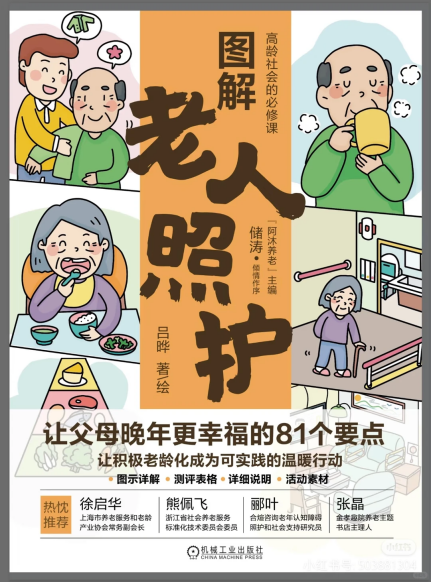 高龄社会的必修课
图解
老人
照护
「阿沐养老」主编
储涛·倾情作序
吕晔 著/绘
让父母晚年更幸福的81个要点
让积极老龄化成为可实践的温暖行动
• 图示详解 • 测评表格 • 详细说明 • 活动素材
热忱
推荐
徐启华
上海市养老服务和老龄
产业协会常务副会长
熊佩飞
浙江省社会养老服务
标准化技术委员会委员
郦叶
合煊咨询老年认知障碍
照护和社会支持研究员
张晶
金孝趣院养老主题
书店主理人
机械工业出版社
CHINA MACHINE PRESS